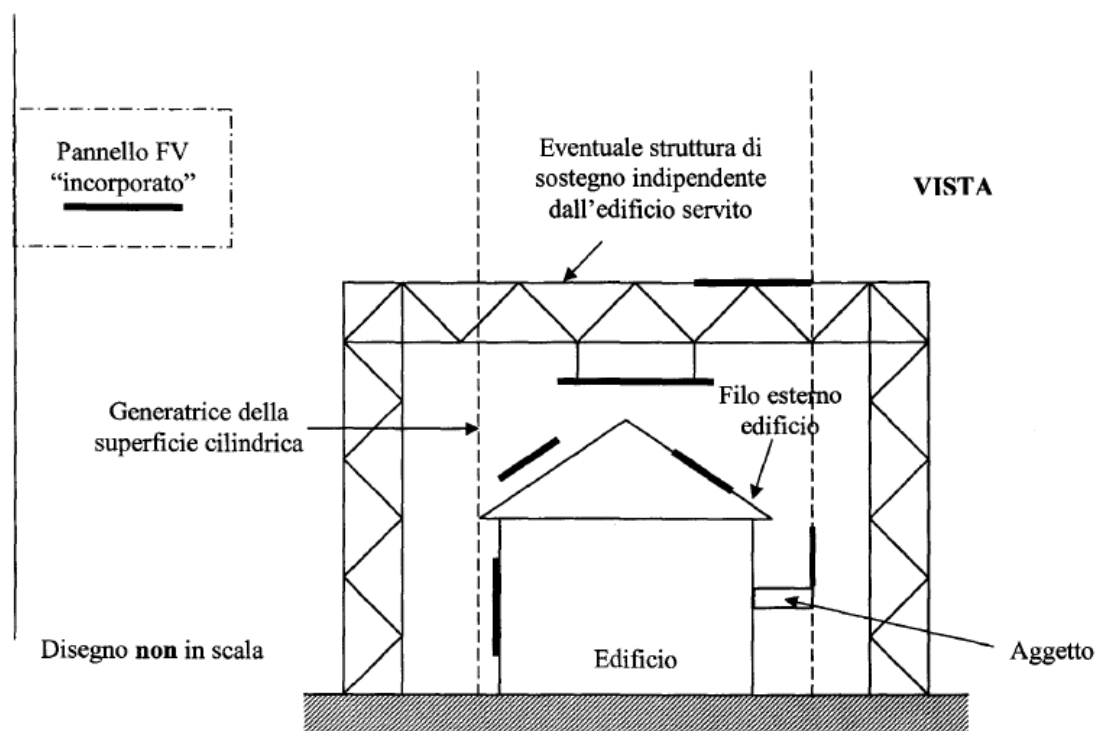 Pannello FV
“incorporato”
Eventuale struttura di
sostegno indipendente
dall’edificio servito
VISTA
Generatrice della
superficie cilindrica
Filo esterno
edificio
Disegno non in scala
Edificio
Aggetto